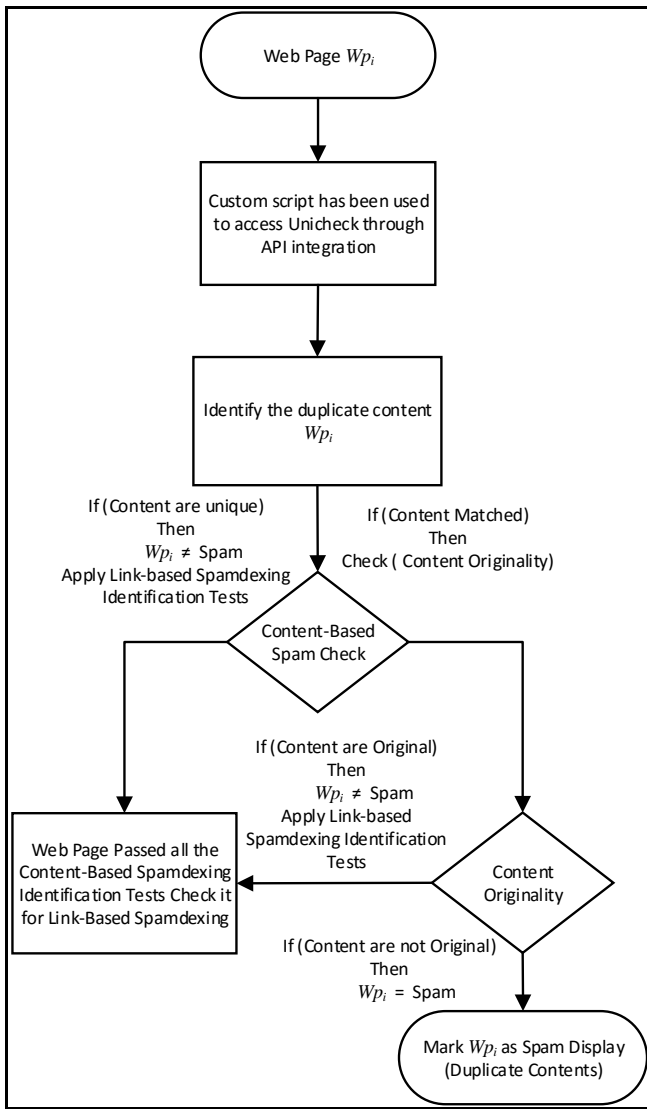 Web Page Wpᵢ
Custom script has been used
to access Unicheck through
API integration
Identify the duplicate content
Wpᵢ
If (Content are unique)
Then
Wpᵢ ≠ Spam
Apply Link-based Spamdexing
Identification Tests
If (Content Matched)
Then
Check ( Content Originality)
Content-Based
Spam Check
If (Content are Original)
Then
Wpᵢ ≠ Spam
Apply Link-based
Spamdexing Identification
Tests
Web Page Passed all the
Content-Based Spamdexing
Identification Tests Check it
for Link-Based Spamdexing
Content
Originality
If (Content are not Original)
Then
Wpᵢ = Spam
Mark Wpᵢ as Spam Display
(Duplicate Contents)